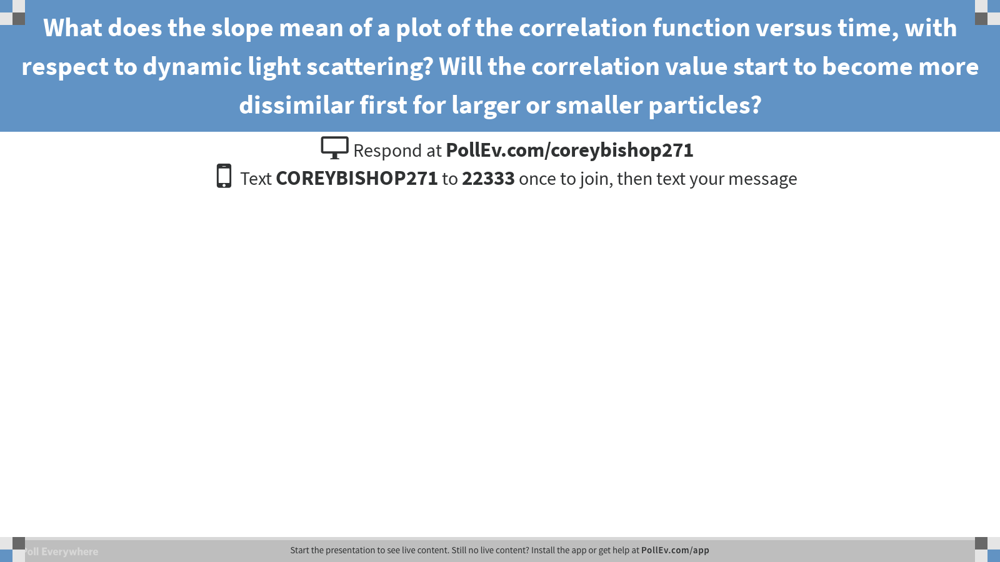 What does the slope mean of a plot of the correlation function versus time, with
respect to dynamic light scattering? Will the correlation value start to become more
dissimilar first for larger or smaller particles?
Respond at PollEv.com/coreybishop271
Text COREYBISHOP271 to 22333 once to join, then text your message
Poll Everywhere
Start the presentation to see live content. Still no live content? Install the app or get help at PollEv.com/app